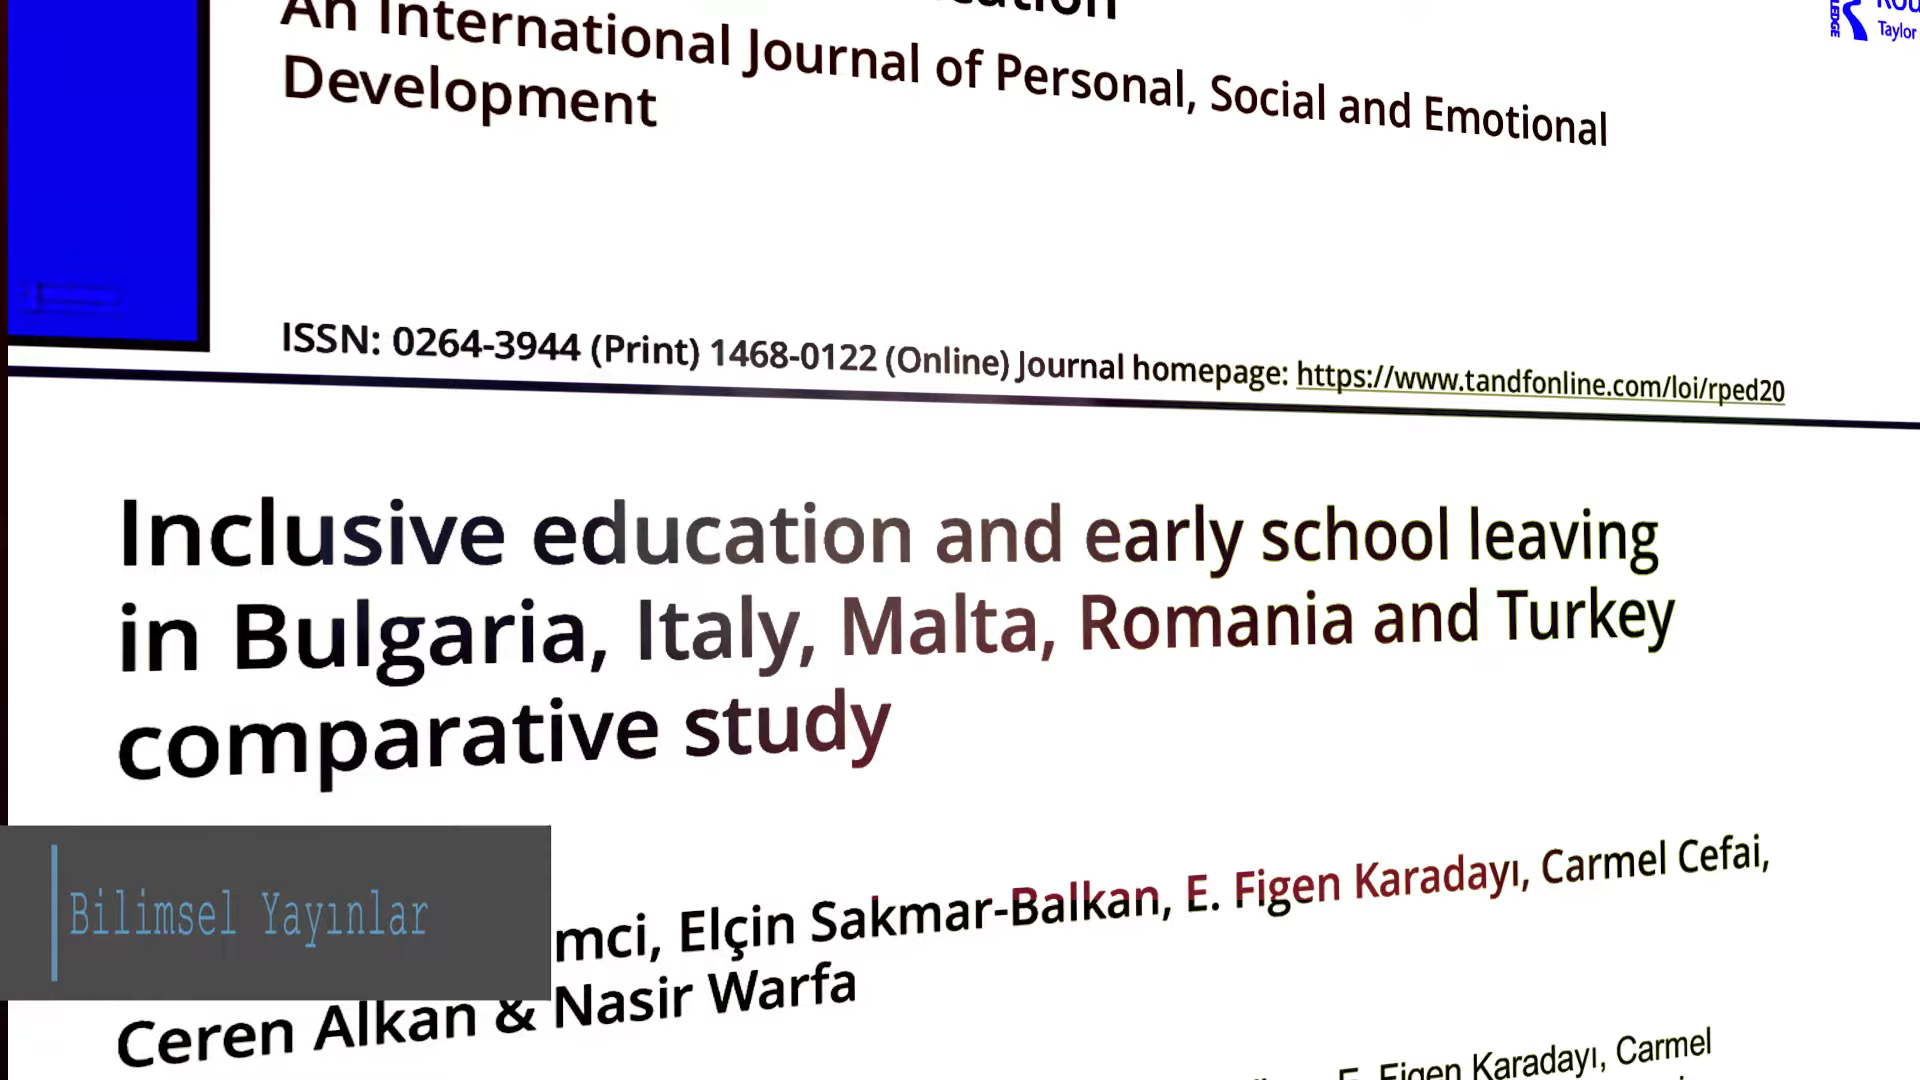 An International Journal of Personal, Social and Emotional
Development
Taylor
ISSN: 0264-3944 (Print) 1468-0122 (Online) Journal homepage: https://www.tandfonline.com/loi/rped20
Inclusive education and early school leaving
in Bulgaria, Italy, Malta, Romania and Turkey
comparative study
Bilimsel Yayınlar
Elçin Sakmar-Balkan, E. Figen Karadayı, Carmel Cefai,
Ceren Alkan & Nasir Warfa
E. Figen Karadayı, Carmel